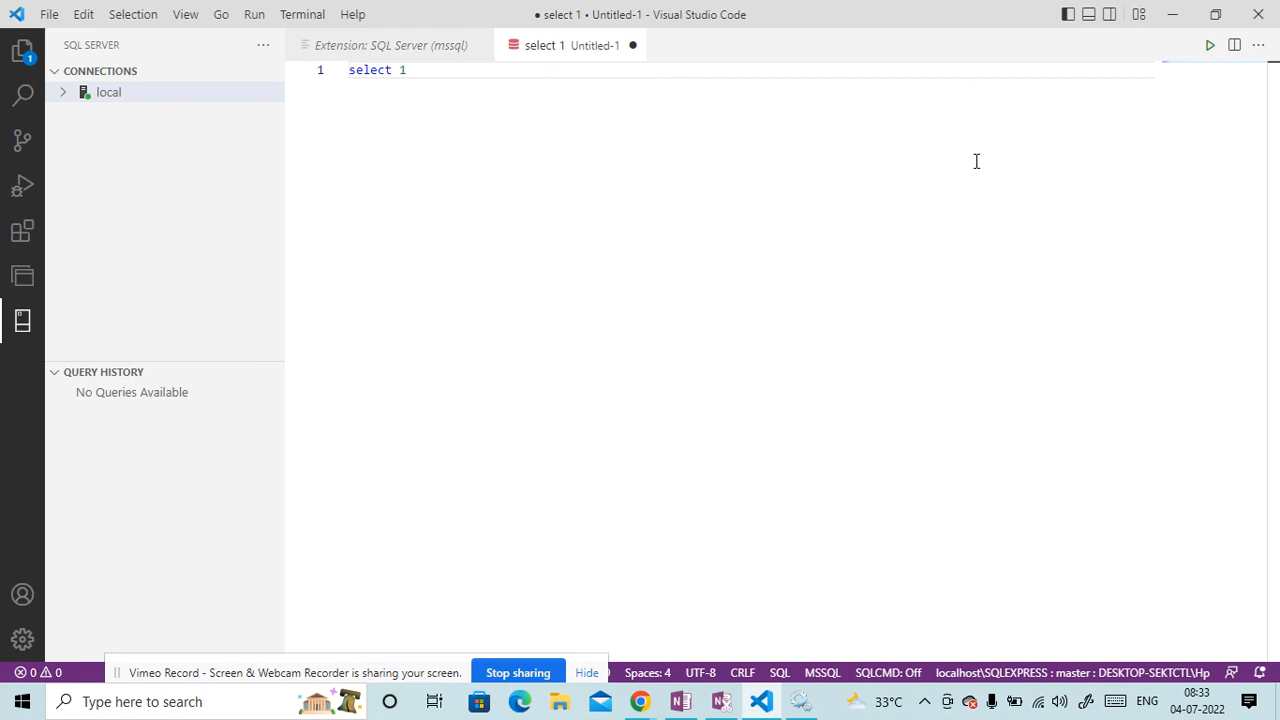 File Edit Selection View Go Run Terminal Help
● select 1 • Untitled-1 - Visual Studio Code
SQL SERVER
Extension: SQL Server (mssql)
select 1 Untitled-1
CONNECTIONS
1 select 1
local
1
QUERY HISTORY
No Queries Available
0 0
Vimeo Record - Screen & Webcam Recorder is sharing your screen.
Stop sharing
Hide
Spaces: 4 UTF-8 CRLF SQL MSSQL SQLCMD: Off localhost\SQLEXPRESS : master : DESKTOP-SEKTCTL\Hp
Type here to search
33°C
ENG
08:33
04-07-2022